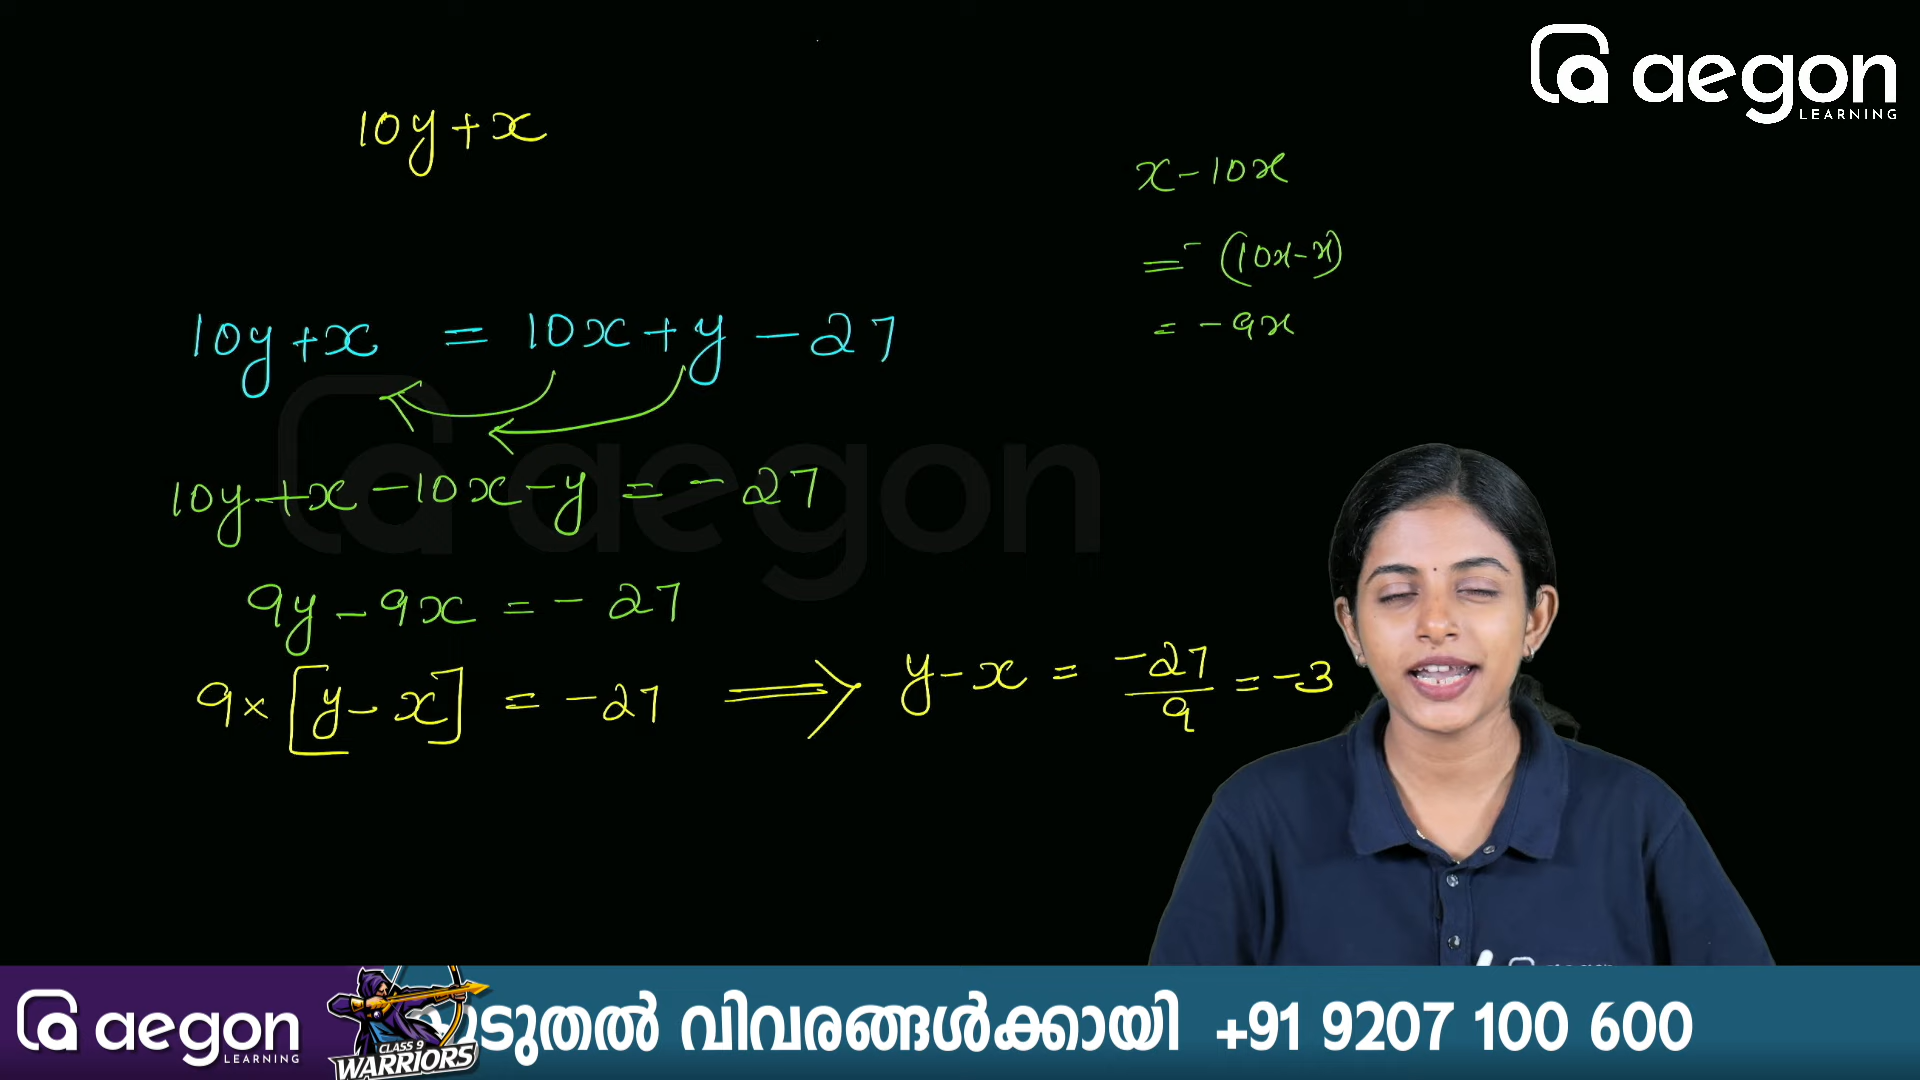 aegon
LEARNING
10y+x
x-10x
= -(10x-x)
= -9x
10y+x = 10x+y-27
10y+x-10x-y = -27
9y-9x = -27
9×[y-x] = -27 ⟹ y-x = -27/9 = -3
aegon
aegon
LEARNING
CLASS 9
WARRIORS
വിവരങ്ങൾക്കായി +91 9207 100 600